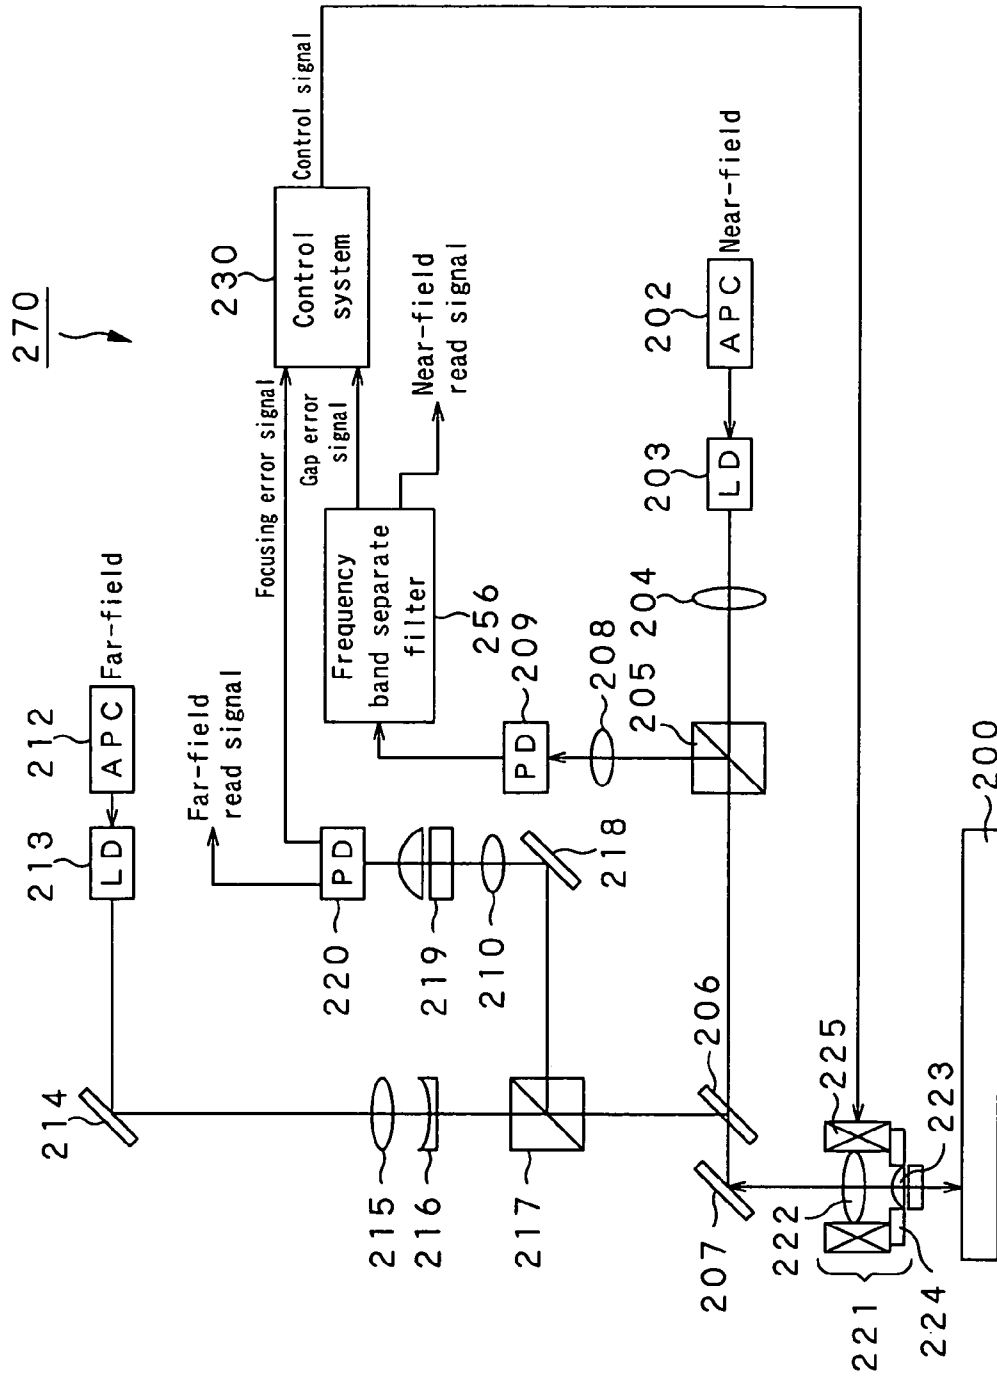 270
Control signal
230
Control
system
Near-field
read signal
Focusing error signal
Gap error
signal
Near-field
APC
202
LD
203
204
Frequency
band separate
filter
256
209
PD
208
205
Far-field
APC
212
LD
213
Far-field
read signal
PD
220
219
210
218
214
215
216
217
206
207
225
223
222
221
224
200